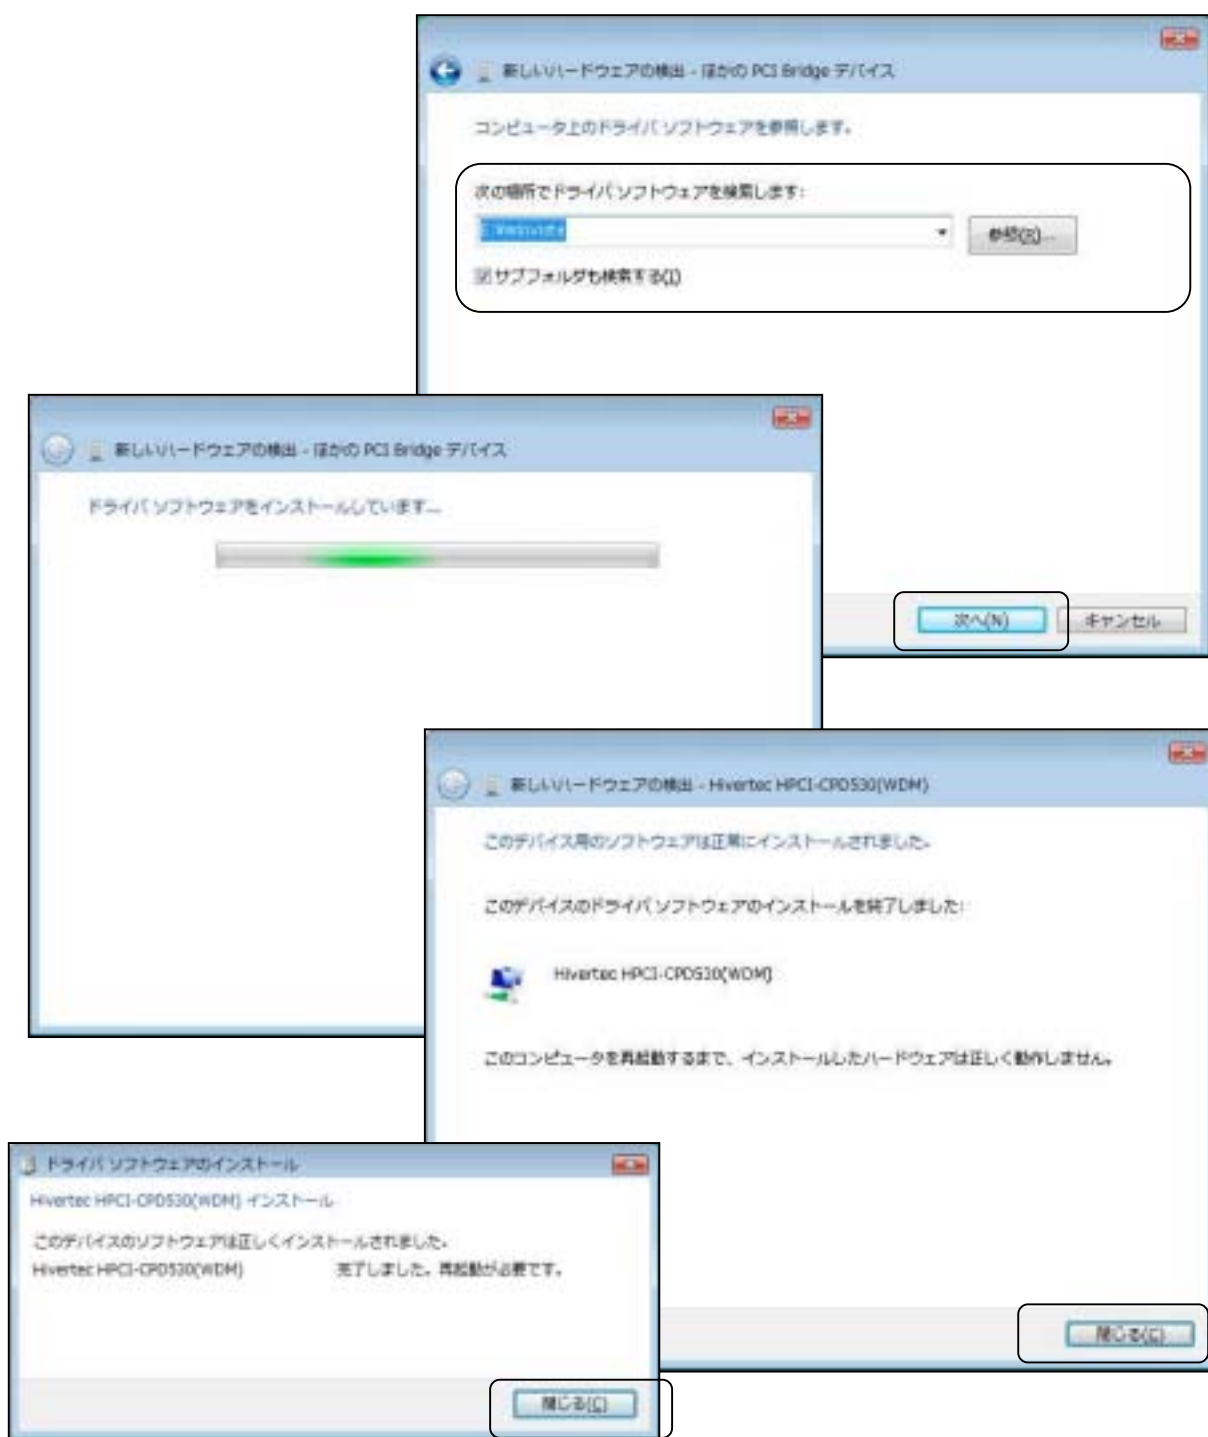 新しいハードウェアの検出 - ほかの PCI Bridge デバイス
コンピュータ上のドライバ ソフトウェアを参照します。
次の場所でドライバ ソフトウェアを検索します:
参照(R)...
サブフォルダも検索する(I)
次へ(N)
キャンセル
新しいハードウェアの検出 - ほかの PCI Bridge デバイス
ドライバ ソフトウェアをインストールしています...
新しいハードウェアの検出 - Hivertec HPCI-CPD530(WDM)
このデバイス用のソフトウェアは正常にインストールされました。
このデバイスのドライバ ソフトウェアのインストールを終了しました:
Hivertec HPCI-CPD530(WDM)
このコンピュータを再起動するまで、インストールしたハードウェアは正しく動作しません。
閉じる(C)
ドライバ ソフトウェアのインストール
Hivertec HPCI-CPD530(WDM) インストール
このデバイスのソフトウェアは正しくインストールされました。
Hivertec HPCI-CPD530(WDM) 完了しました。再起動が必要です。
閉じる(C)